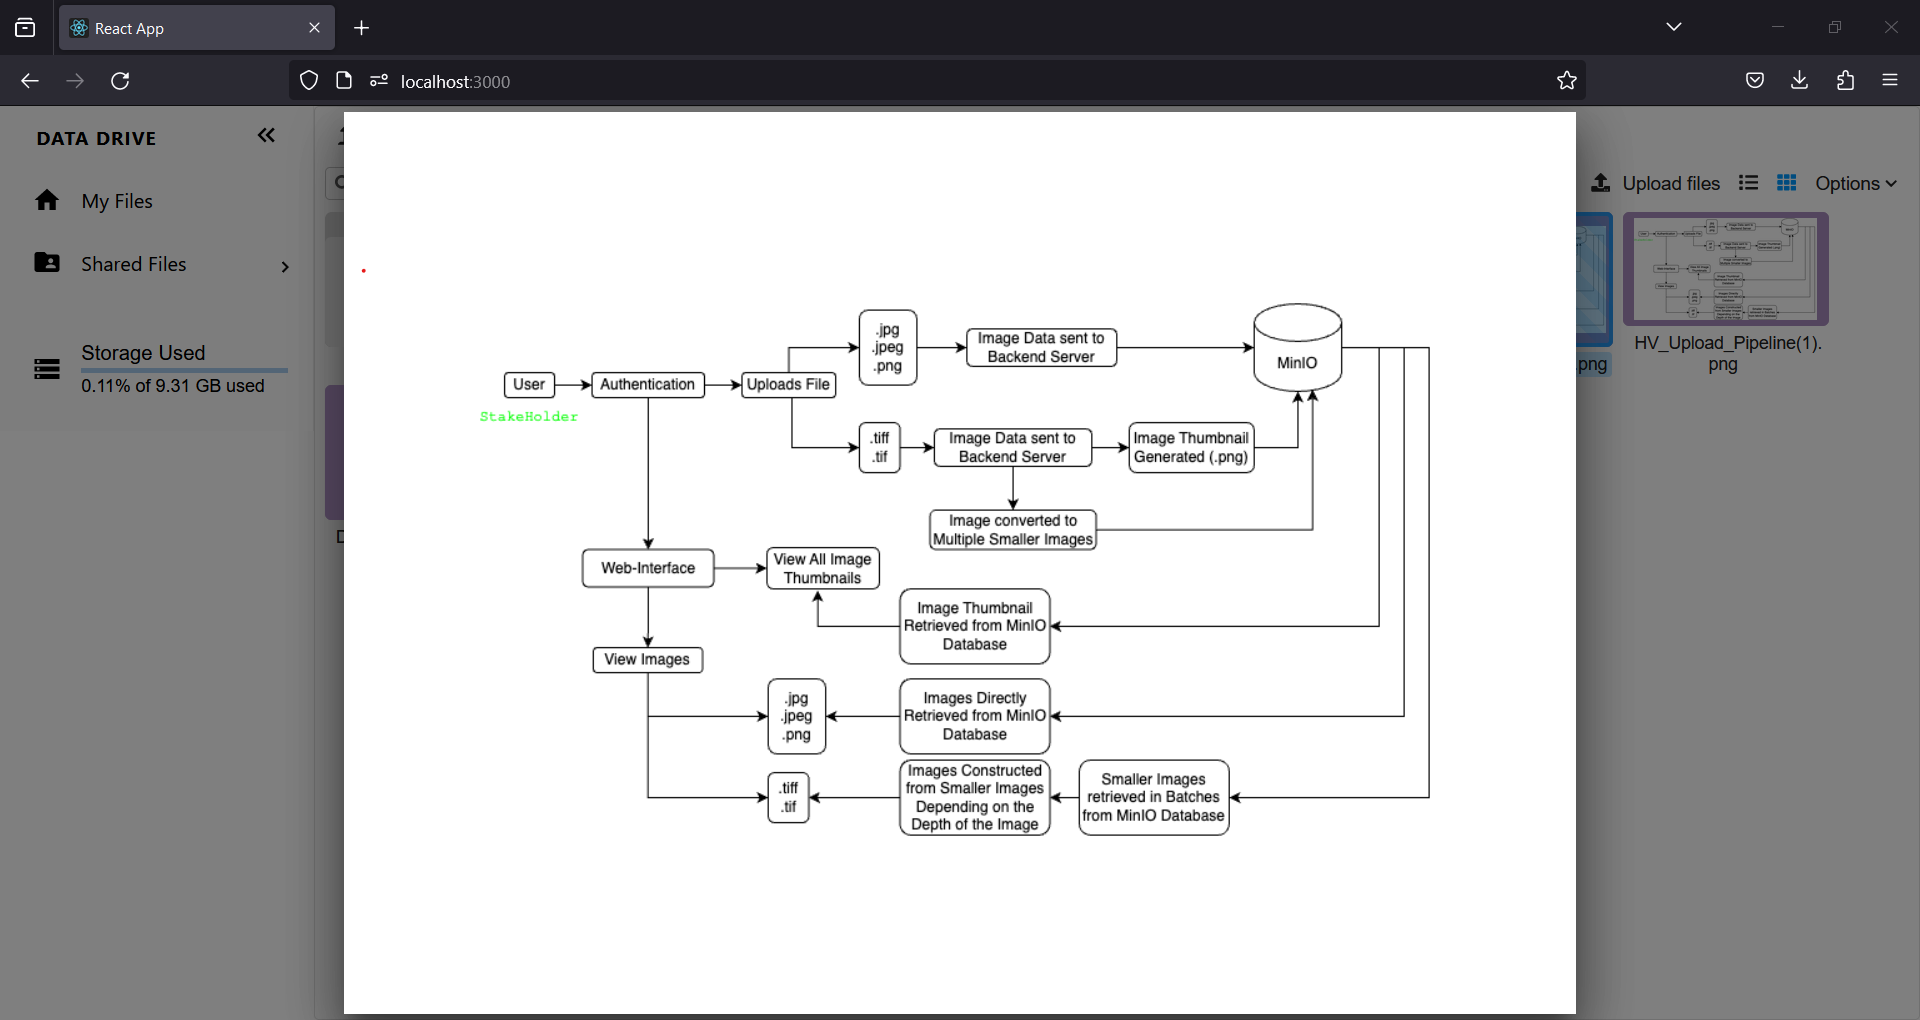 React App
localhost:3000
DATA DRIVE
My Files
Shared Files
Storage Used
0.11% of 9.31 GB used
Upload files
Options
.png
HV_Upload_Pipeline(1).
png
User
StakeHolder
Authentication
Uploads File
.jpg
.jpeg
.png
Image Data sent to
Backend Server
MinIO
.tiff
.tif
Image Data sent to
Backend Server
Image Thumbnail
Generated (.png)
Image converted to
Multiple Smaller Images
Web-Interface
View All Image
Thumbnails
Image Thumbnail
Retrieved from MinIO
Database
View Images
.jpg
.jpeg
.png
Images Directly
Retrieved from MinIO
Database
.tiff
.tif
Images Constructed
from Smaller Images
Depending on the
Depth of the Image
Smaller Images
retrieved in Batches
from MinIO Database